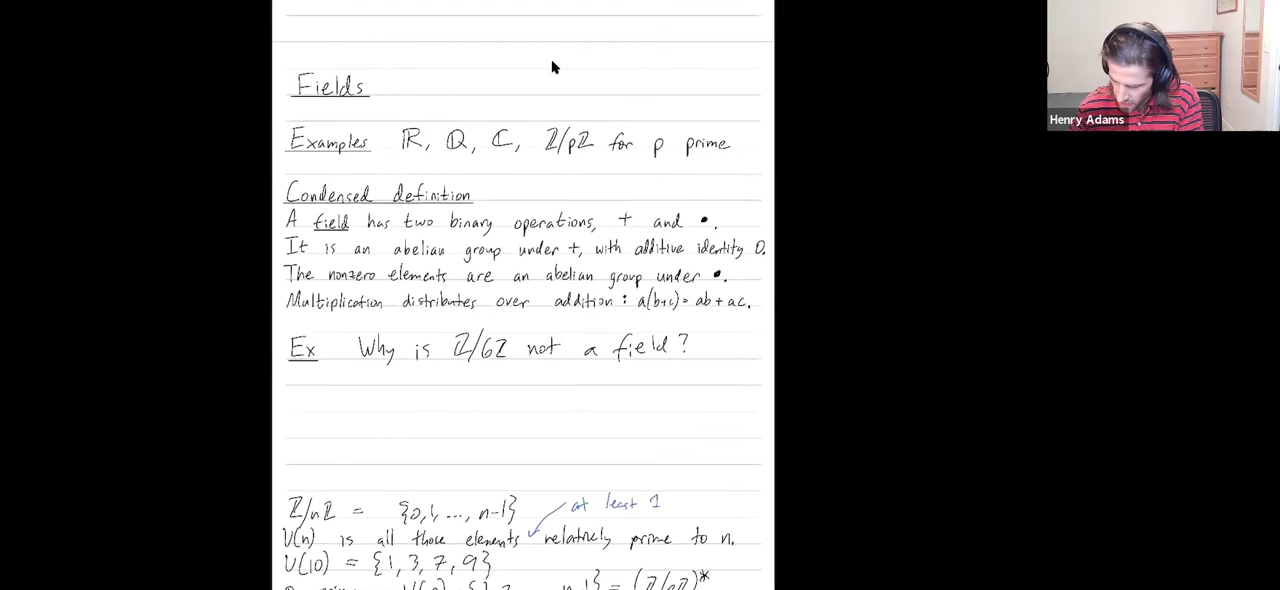 Fields
Examples ℝ, ℚ, ℂ, ℤ/pℤ for p prime
Condensed definition
A field has two binary operations, + and •.
It is an abelian group under +, with additive identity 0.
The nonzero elements are an abelian group under •.
Multiplication distributes over addition: a(b+c)= ab + ac.
Ex Why is ℤ/6ℤ not a field?
ℤ/nℤ = {0,1, ..., n-1}
at least 1
U(n) is all those elements relatively prime to n.
U(10) = {1, 3, 7, 9}
n-1} = (ℤ/pℤ)*
Henry Adams